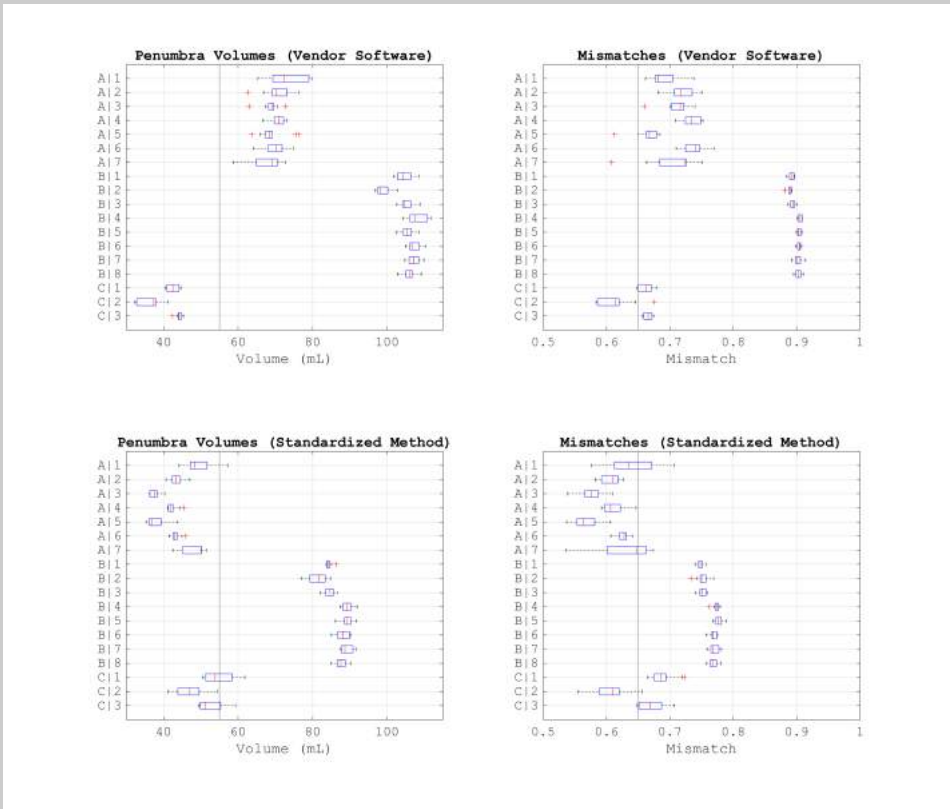 Penumbra Volumes (Vendor Software)
A|1
A|2
A|3
A|4
A|5
A|6
A|7
B|1
B|2
B|3
B|4
B|5
B|6
B|7
B|8
C|1
C|2
C|3
40 60 80 100
Volume (mL)
Mismatches (Vendor Software)
A|1
A|2
A|3
A|4
A|5
A|6
A|7
B|1
B|2
B|3
B|4
B|5
B|6
B|7
B|8
C|1
C|2
C|3
0.5 0.6 0.7 0.8 0.9 1
Mismatch
Penumbra Volumes (Standardized Method)
A|1
A|2
A|3
A|4
A|5
A|6
A|7
B|1
B|2
B|3
B|4
B|5
B|6
B|7
B|8
C|1
C|2
C|3
40 60 80 100
Volume (mL)
Mismatches (Standardized Method)
A|1
A|2
A|3
A|4
A|5
A|6
A|7
B|1
B|2
B|3
B|4
B|5
B|6
B|7
B|8
C|1
C|2
C|3
0.5 0.6 0.7 0.8 0.9 1
Mismatch